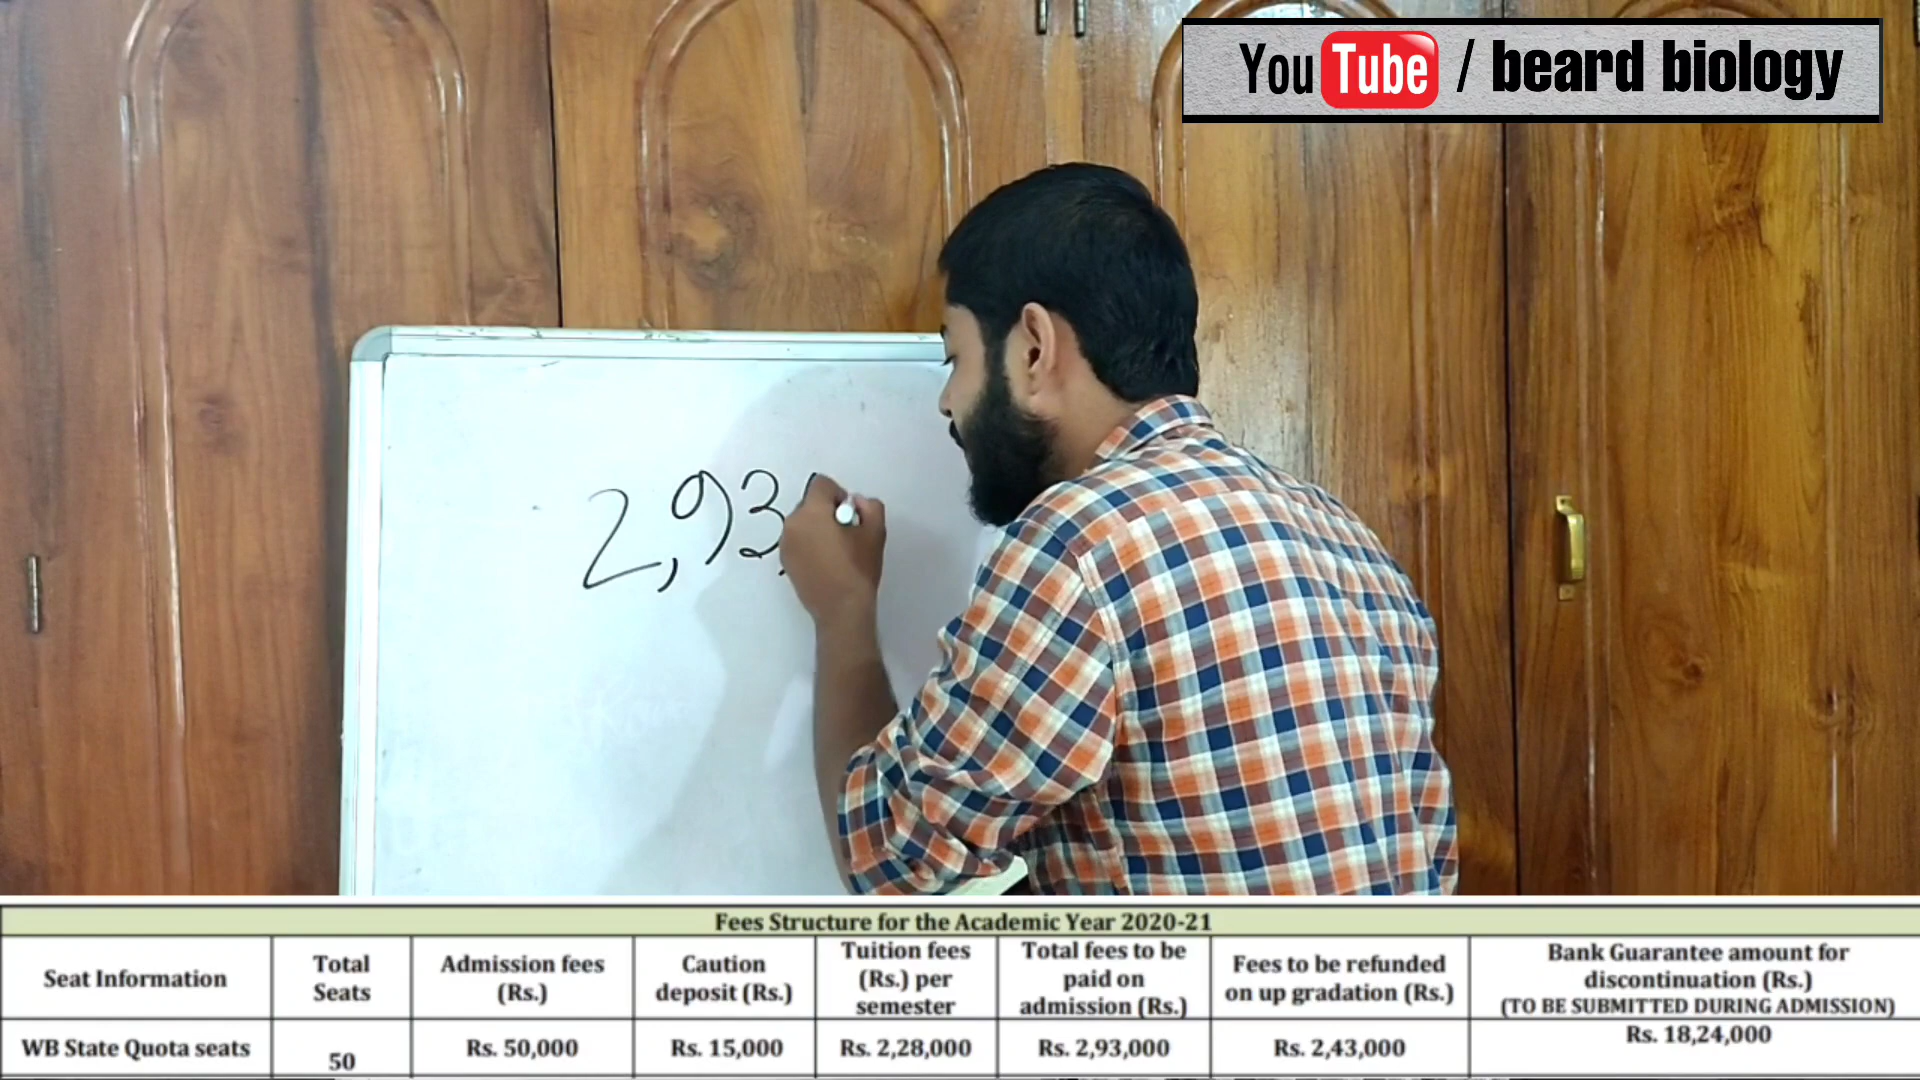 YouTube / beard biology
2,93,
Fees Structure for the Academic Year 2020-21
Seat Information
Total
Seats
Admission fees
(Rs.)
Caution
deposit (Rs.)
Tuition fees
(Rs.) per
semester
Total fees to be
paid on
admission (Rs.)
Fees to be refunded
on up gradation (Rs.)
Bank Guarantee amount for
discontinuation (Rs.)
(TO BE SUBMITTED DURING ADMISSION)
WB State Quota seats
50
Rs. 50,000
Rs. 15,000
Rs. 2,28,000
Rs. 2,93,000
Rs. 2,43,000
Rs. 18,24,000